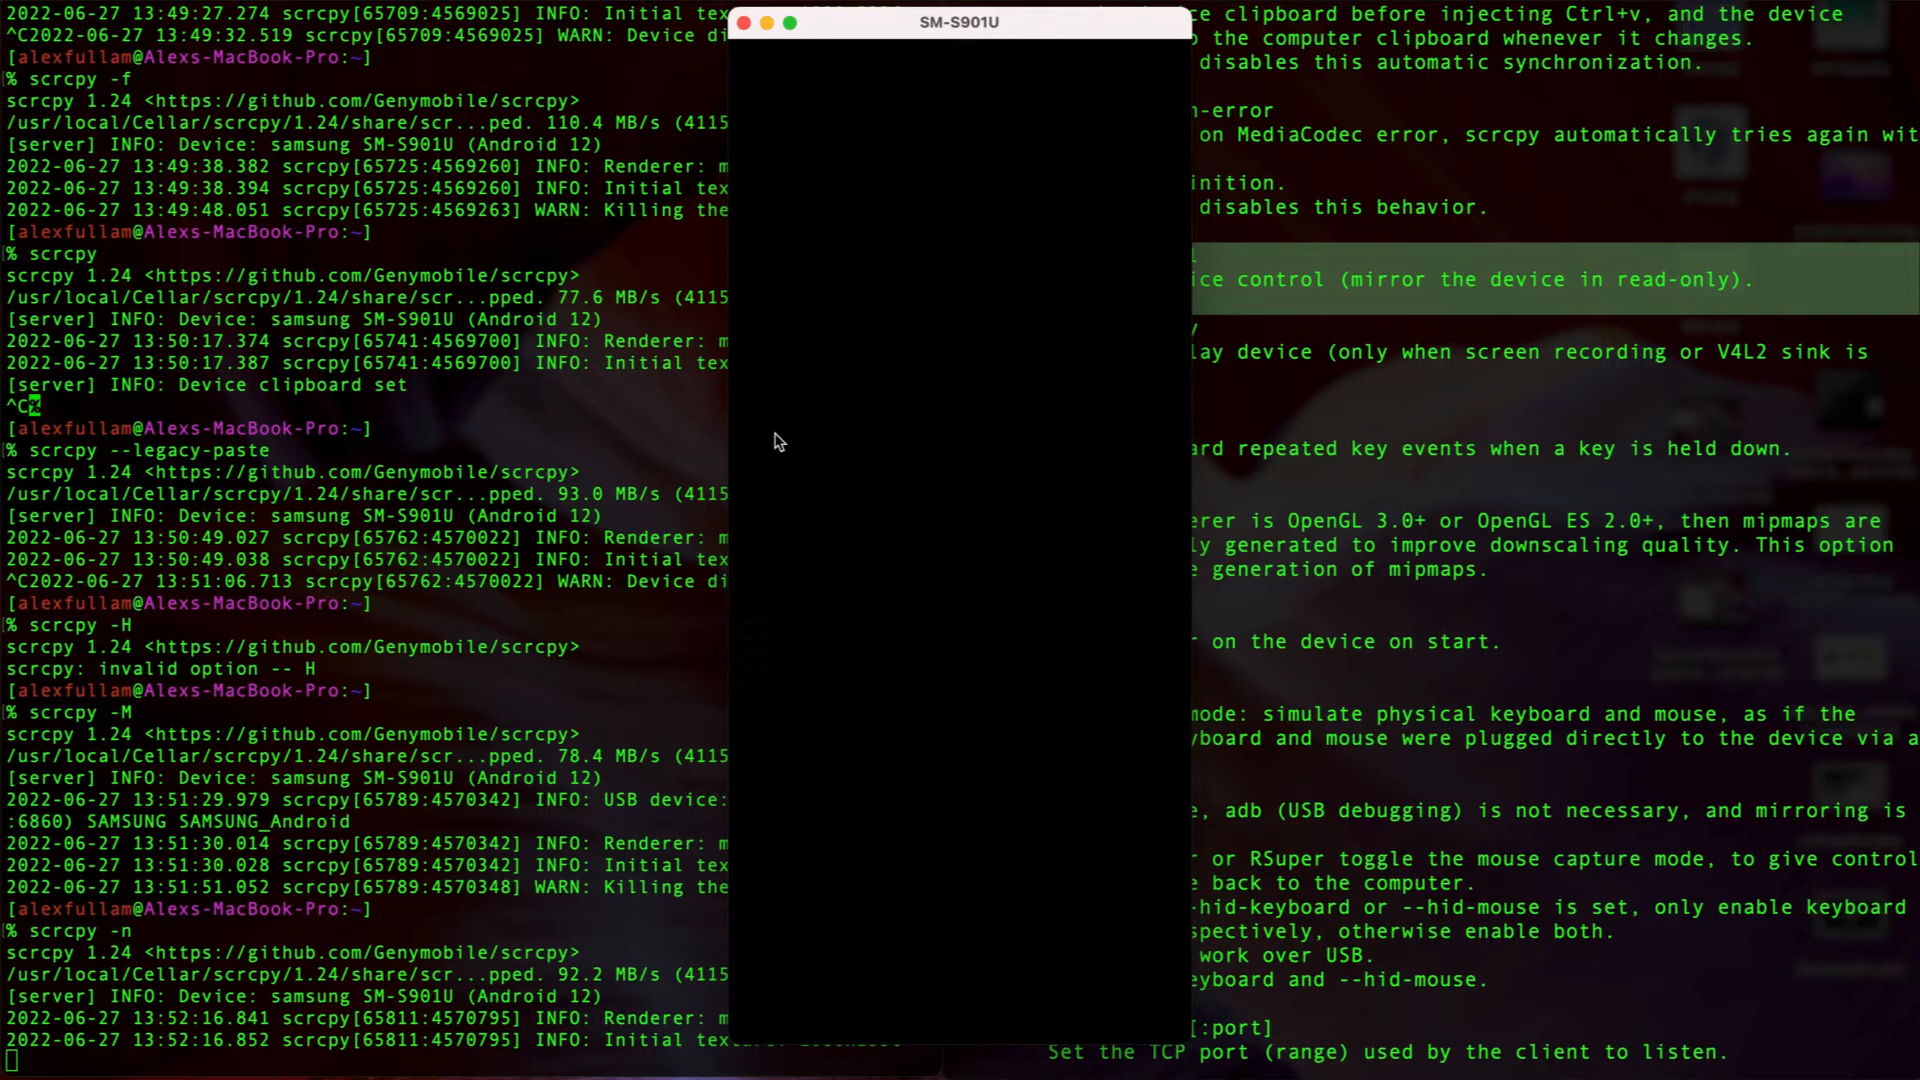 2022-06-27 13:49:27.274 scrcpy[65709:4569025] INFO: Initial tex
^C2022-06-27 13:49:32.519 scrcpy[65709:4569025] WARN: Device di
[alexfullam@Alexs-MacBook-Pro:~]
% scrcpy -f
scrcpy 1.24 <https://github.com/Genymobile/scrcpy>
/usr/local/Cellar/scrcpy/1.24/share/scr...ped. 110.4 MB/s (4115
[server] INFO: Device: samsung SM-S901U (Android 12)
2022-06-27 13:49:38.382 scrcpy[65725:4569260] INFO: Renderer: m
2022-06-27 13:49:38.394 scrcpy[65725:4569260] INFO: Initial tex
2022-06-27 13:49:48.051 scrcpy[65725:4569263] WARN: Killing the
[alexfullam@Alexs-MacBook-Pro:~]
% scrcpy
scrcpy 1.24 <https://github.com/Genymobile/scrcpy>
/usr/local/Cellar/scrcpy/1.24/share/scr...pped. 77.6 MB/s (4115
[server] INFO: Device: samsung SM-S901U (Android 12)
2022-06-27 13:50:17.374 scrcpy[65741:4569700] INFO: Renderer: m
2022-06-27 13:50:17.387 scrcpy[65741:4569700] INFO: Initial tex
[server] INFO: Device clipboard set
^C%
[alexfullam@Alexs-MacBook-Pro:~]
% scrcpy --legacy-paste
scrcpy 1.24 <https://github.com/Genymobile/scrcpy>
/usr/local/Cellar/scrcpy/1.24/share/scr...pped. 93.0 MB/s (4115
[server] INFO: Device: samsung SM-S901U (Android 12)
2022-06-27 13:50:49.027 scrcpy[65762:4570022] INFO: Renderer: m
2022-06-27 13:50:49.038 scrcpy[65762:4570022] INFO: Initial tex
^C2022-06-27 13:51:06.713 scrcpy[65762:4570022] WARN: Device di
[alexfullam@Alexs-MacBook-Pro:~]
% scrcpy -H
scrcpy 1.24 <https://github.com/Genymobile/scrcpy>
scrcpy: invalid option -- H
[alexfullam@Alexs-MacBook-Pro:~]
% scrcpy -M
scrcpy 1.24 <https://github.com/Genymobile/scrcpy>
/usr/local/Cellar/scrcpy/1.24/share/scr...pped. 78.4 MB/s (4115
[server] INFO: Device: samsung SM-S901U (Android 12)
2022-06-27 13:51:29.979 scrcpy[65789:4570342] INFO: USB device:
:6860) SAMSUNG SAMSUNG_Android
2022-06-27 13:51:30.014 scrcpy[65789:4570342] INFO: Renderer: m
2022-06-27 13:51:30.028 scrcpy[65789:4570342] INFO: Initial tex
2022-06-27 13:51:51.052 scrcpy[65789:4570348] WARN: Killing the
[alexfullam@Alexs-MacBook-Pro:~]
% scrcpy -n
scrcpy 1.24 <https://github.com/Genymobile/scrcpy>
/usr/local/Cellar/scrcpy/1.24/share/scr...pped. 92.2 MB/s (4115
[server] INFO: Device: samsung SM-S901U (Android 12)
2022-06-27 13:52:16.841 scrcpy[65811:4570795] INFO: Renderer: m
2022-06-27 13:52:16.852 scrcpy[65811:4570795] INFO: Initial tex
SM-S901U
ce clipboard before injecting Ctrl+v, and the device
o the computer clipboard whenever it changes.
disables this automatic synchronization.
n-error
on MediaCodec error, scrcpy automatically tries again wit
inition.
disables this behavior.
ice control (mirror the device in read-only).
y
lay device (only when screen recording or V4L2 sink is
ard repeated key events when a key is held down.
erer is OpenGL 3.0+ or OpenGL ES 2.0+, then mipmaps are
ly generated to improve downscaling quality. This option
e generation of mipmaps.
r on the device on start.
mode: simulate physical keyboard and mouse, as if the
yboard and mouse were plugged directly to the device via a
e, adb (USB debugging) is not necessary, and mirroring is
r or RSuper toggle the mouse capture mode, to give control
e back to the computer.
-hid-keyboard or --hid-mouse is set, only enable keyboard
spectively, otherwise enable both.
work over USB.
eyboard and --hid-mouse.
[:port]
Set the TCP port (range) used by the client to listen.